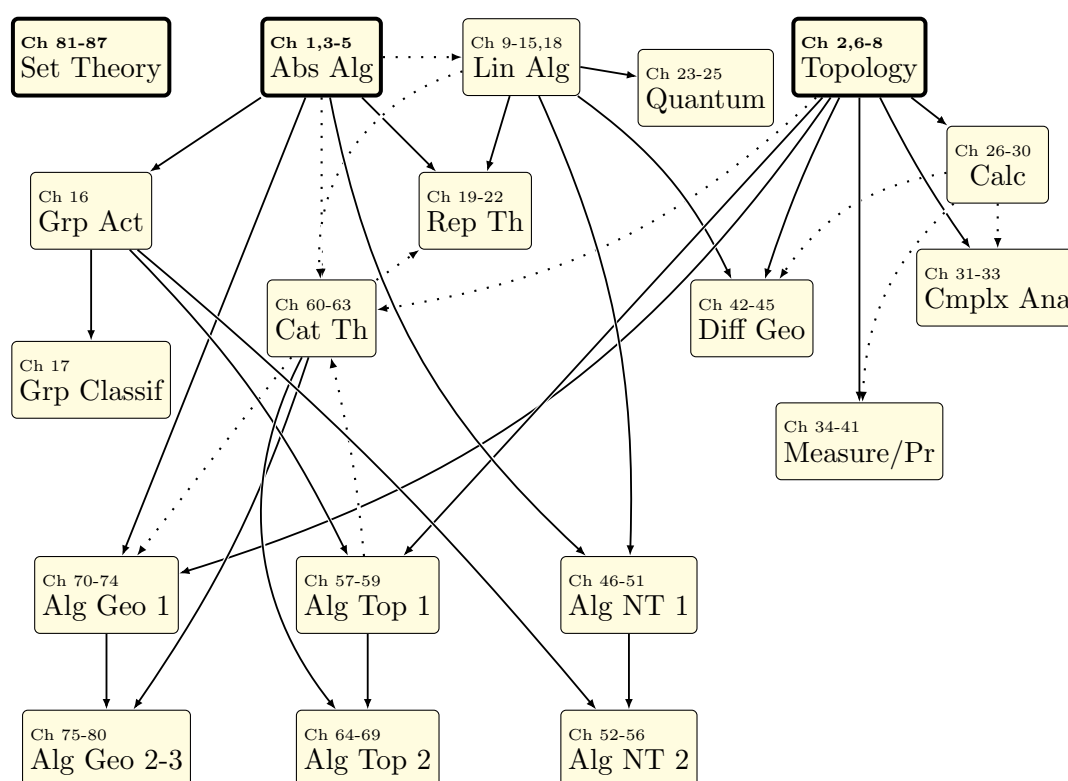 Ch 81-87
Set Theory
Ch 1,3-5
Abs Alg
Ch 9-15,18
Lin Alg
Ch 23-25
Quantum
Ch 2,6-8
Topology
Ch 26-30
Calc
Ch 16
Grp Act
Ch 19-22
Rep Th
Ch 31-33
Cmplx Ana
Ch 60-63
Cat Th
Ch 42-45
Diff Geo
Ch 17
Grp Classif
Ch 34-41
Measure/Pr
Ch 70-74
Alg Geo 1
Ch 57-59
Alg Top 1
Ch 46-51
Alg NT 1
Ch 75-80
Alg Geo 2-3
Ch 64-69
Alg Top 2
Ch 52-56
Alg NT 2